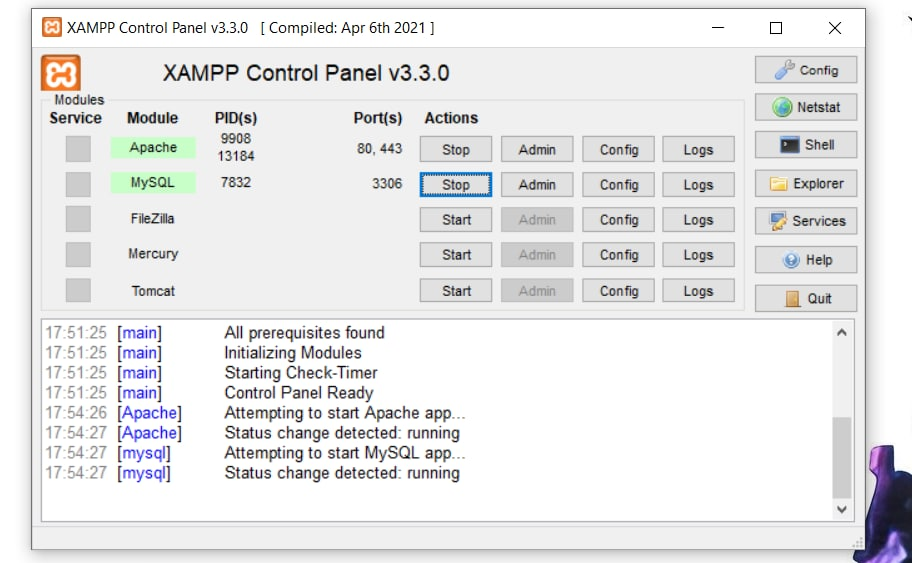 XAMPP Control Panel v3.3.0 [ Compiled: Apr 6th 2021 ]
XAMPP Control Panel v3.3.0
Config
Modules
Service Module PID(s) Port(s) Actions
Netstat
Apache 9908 13184 80, 443 Stop Admin Config Logs
Shell
MySQL 7832 3306 Stop Admin Config Logs
Explorer
FileZilla Start Admin Config Logs
Services
Mercury Start Admin Config Logs
Help
Tomcat Start Admin Config Logs
Quit
17:51:25 [main] All prerequisites found
17:51:25 [main] Initializing Modules
17:51:25 [main] Starting Check-Timer
17:51:25 [main] Control Panel Ready
17:54:26 [Apache] Attempting to start Apache app...
17:54:27 [Apache] Status change detected: running
17:54:27 [mysql] Attempting to start MySQL app...
17:54:27 [mysql] Status change detected: running